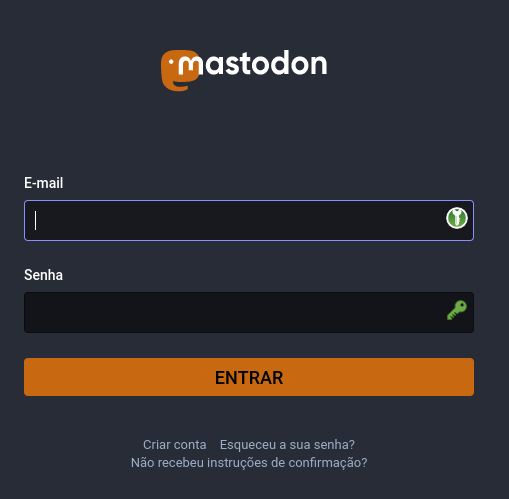 mastodon
E-mail
Senha
ENTRAR
Criar conta Esqueceu a sua senha?
Não recebeu instruções de confirmação?